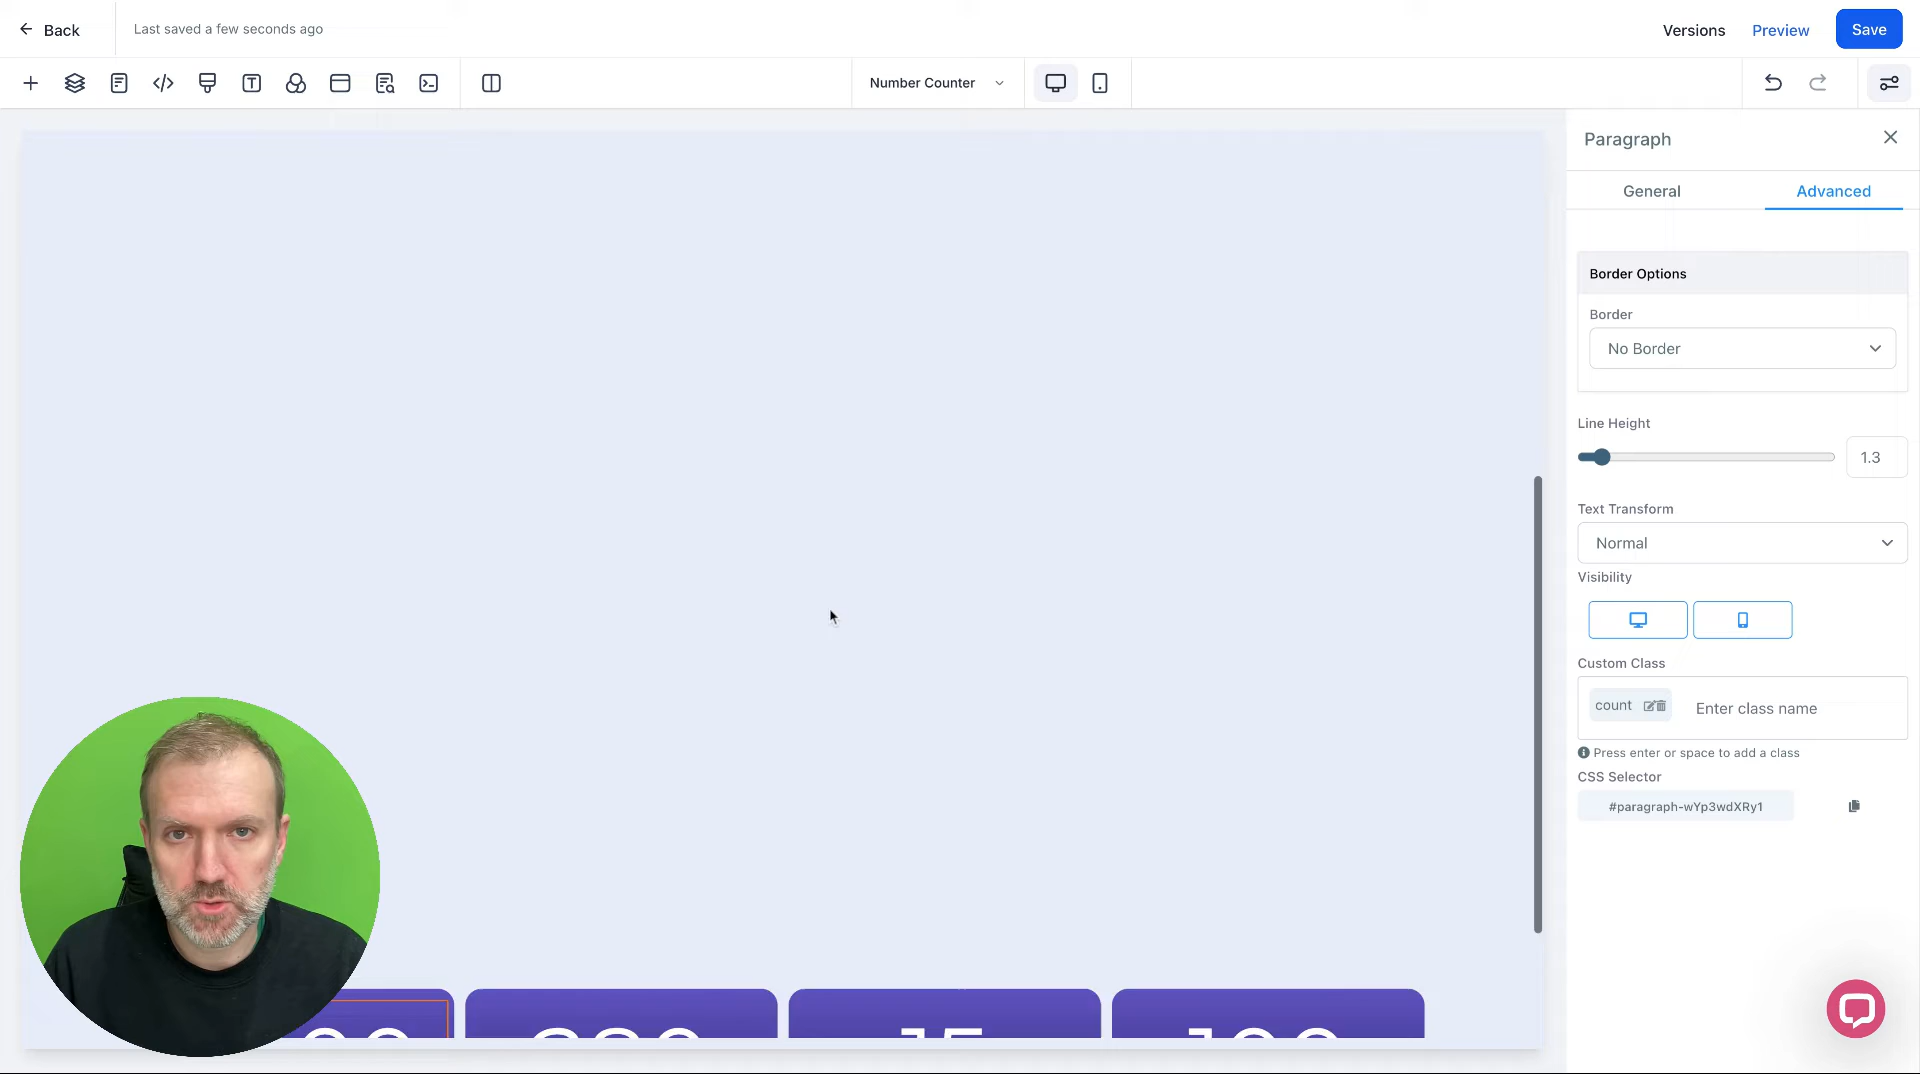 Back
Last saved a few seconds ago
Versions
Preview
Save
Number Counter
Paragraph
General
Advanced
Border Options
Border
No Border
Line Height
1.3
Text Transform
Normal
Visibility
Custom Class
count
Enter class name
Press enter or space to add a class
CSS Selector
#paragraph-wYp3wdXRy1